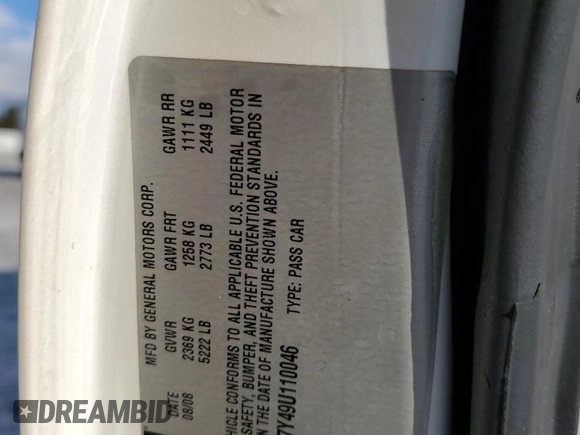 MFD BY GENERAL MOTORS CORP.
DATE GVWR GAWR FRT GAWR RR
08/08 2369 KG 1258 KG 1111 KG
5222 LB 2773 LB 2449 LB
VEHICLE CONFORMS TO ALL APPLICABLE U.S. FEDERAL MOTOR
SAFETY, BUMPER, AND THEFT PREVENTION STANDARDS IN
THE DATE OF MANUFACTURE SHOWN ABOVE.
7Y49U110046 TYPE: PASS CAR
DREAMBID